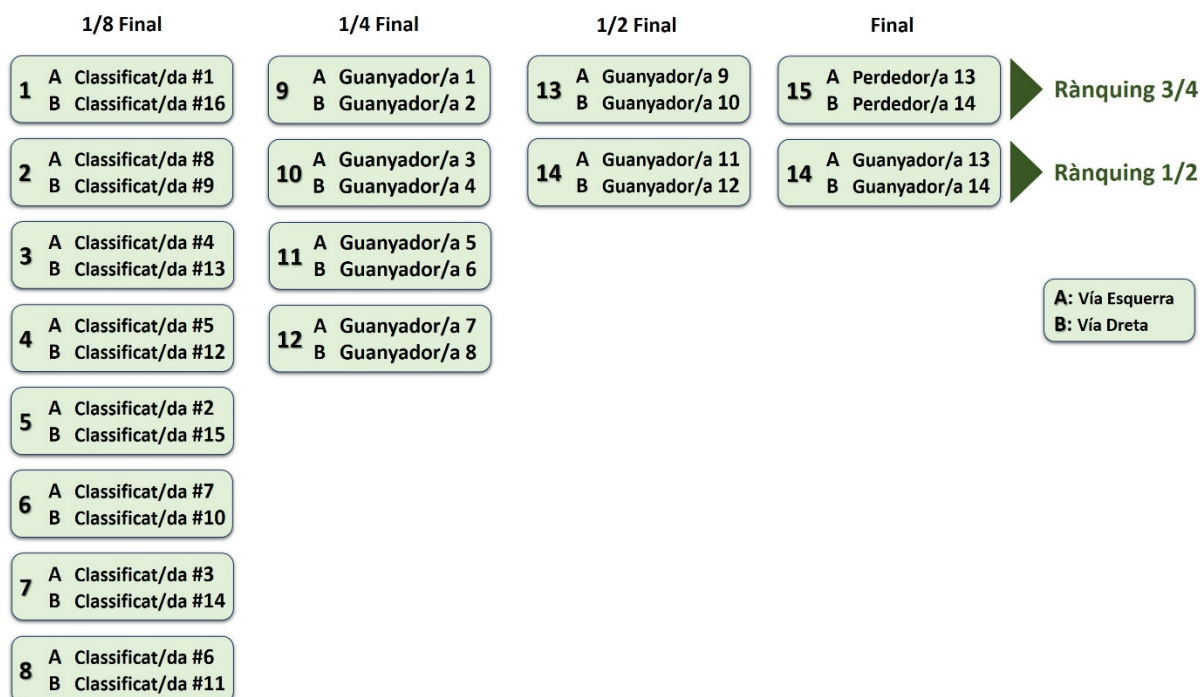 1/8 Final
1 A Classificat/da #1
B Classificat/da #16
2 A Classificat/da #8
B Classificat/da #9
3 A Classificat/da #4
B Classificat/da #13
4 A Classificat/da #5
B Classificat/da #12
5 A Classificat/da #2
B Classificat/da #15
6 A Classificat/da #7
B Classificat/da #10
7 A Classificat/da #3
B Classificat/da #14
8 A Classificat/da #6
B Classificat/da #11
1/4 Final
9 A Guanyador/a 1
B Guanyador/a 2
10 A Guanyador/a 3
B Guanyador/a 4
11 A Guanyador/a 5
B Guanyador/a 6
12 A Guanyador/a 7
B Guanyador/a 8
1/2 Final
13 A Guanyador/a 9
B Guanyador/a 10
14 A Guanyador/a 11
B Guanyador/a 12
Final
15 A Perdedor/a 13
B Perdedor/a 14
Rànquing 3/4
14 A Guanyador/a 13
B Guanyador/a 14
Rànquing 1/2
A: Vía Esquerra
B: Vía Dreta